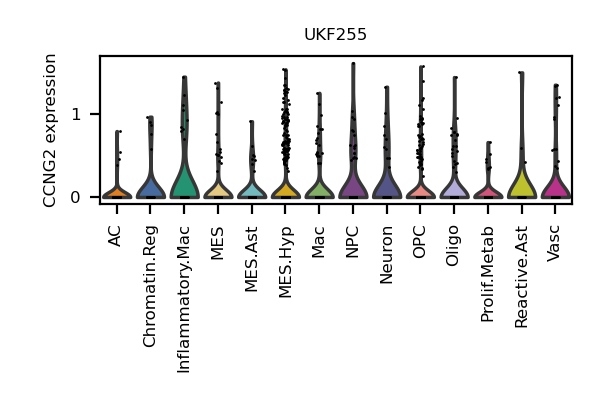 UKF255
CCNG2 expression
1
0
AC
Chromatin.Reg
Inflammatory.Mac
MES
MES.Ast
MES.Hyp
Mac
NPC
Neuron
OPC
Oligo
Prolif.Metab
Reactive.Ast
Vasc